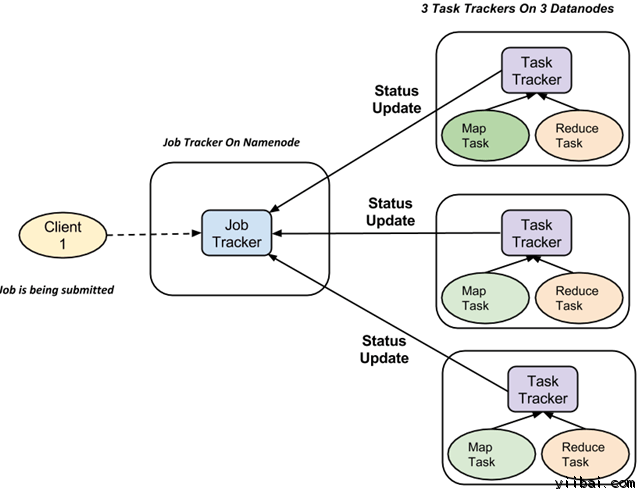 3 Task Trackers On 3 Datanodes
Task
Tracker
Status
Update
Map
Task
Reduce
Task
Job Tracker On Namenode
Client
1
Job
Tracker
Status
Update
Task
Tracker
Map
Task
Reduce
Task
Job is being submitted
Status
Update
Task
Tracker
Map
Task
Reduce
Task
yiibai.com